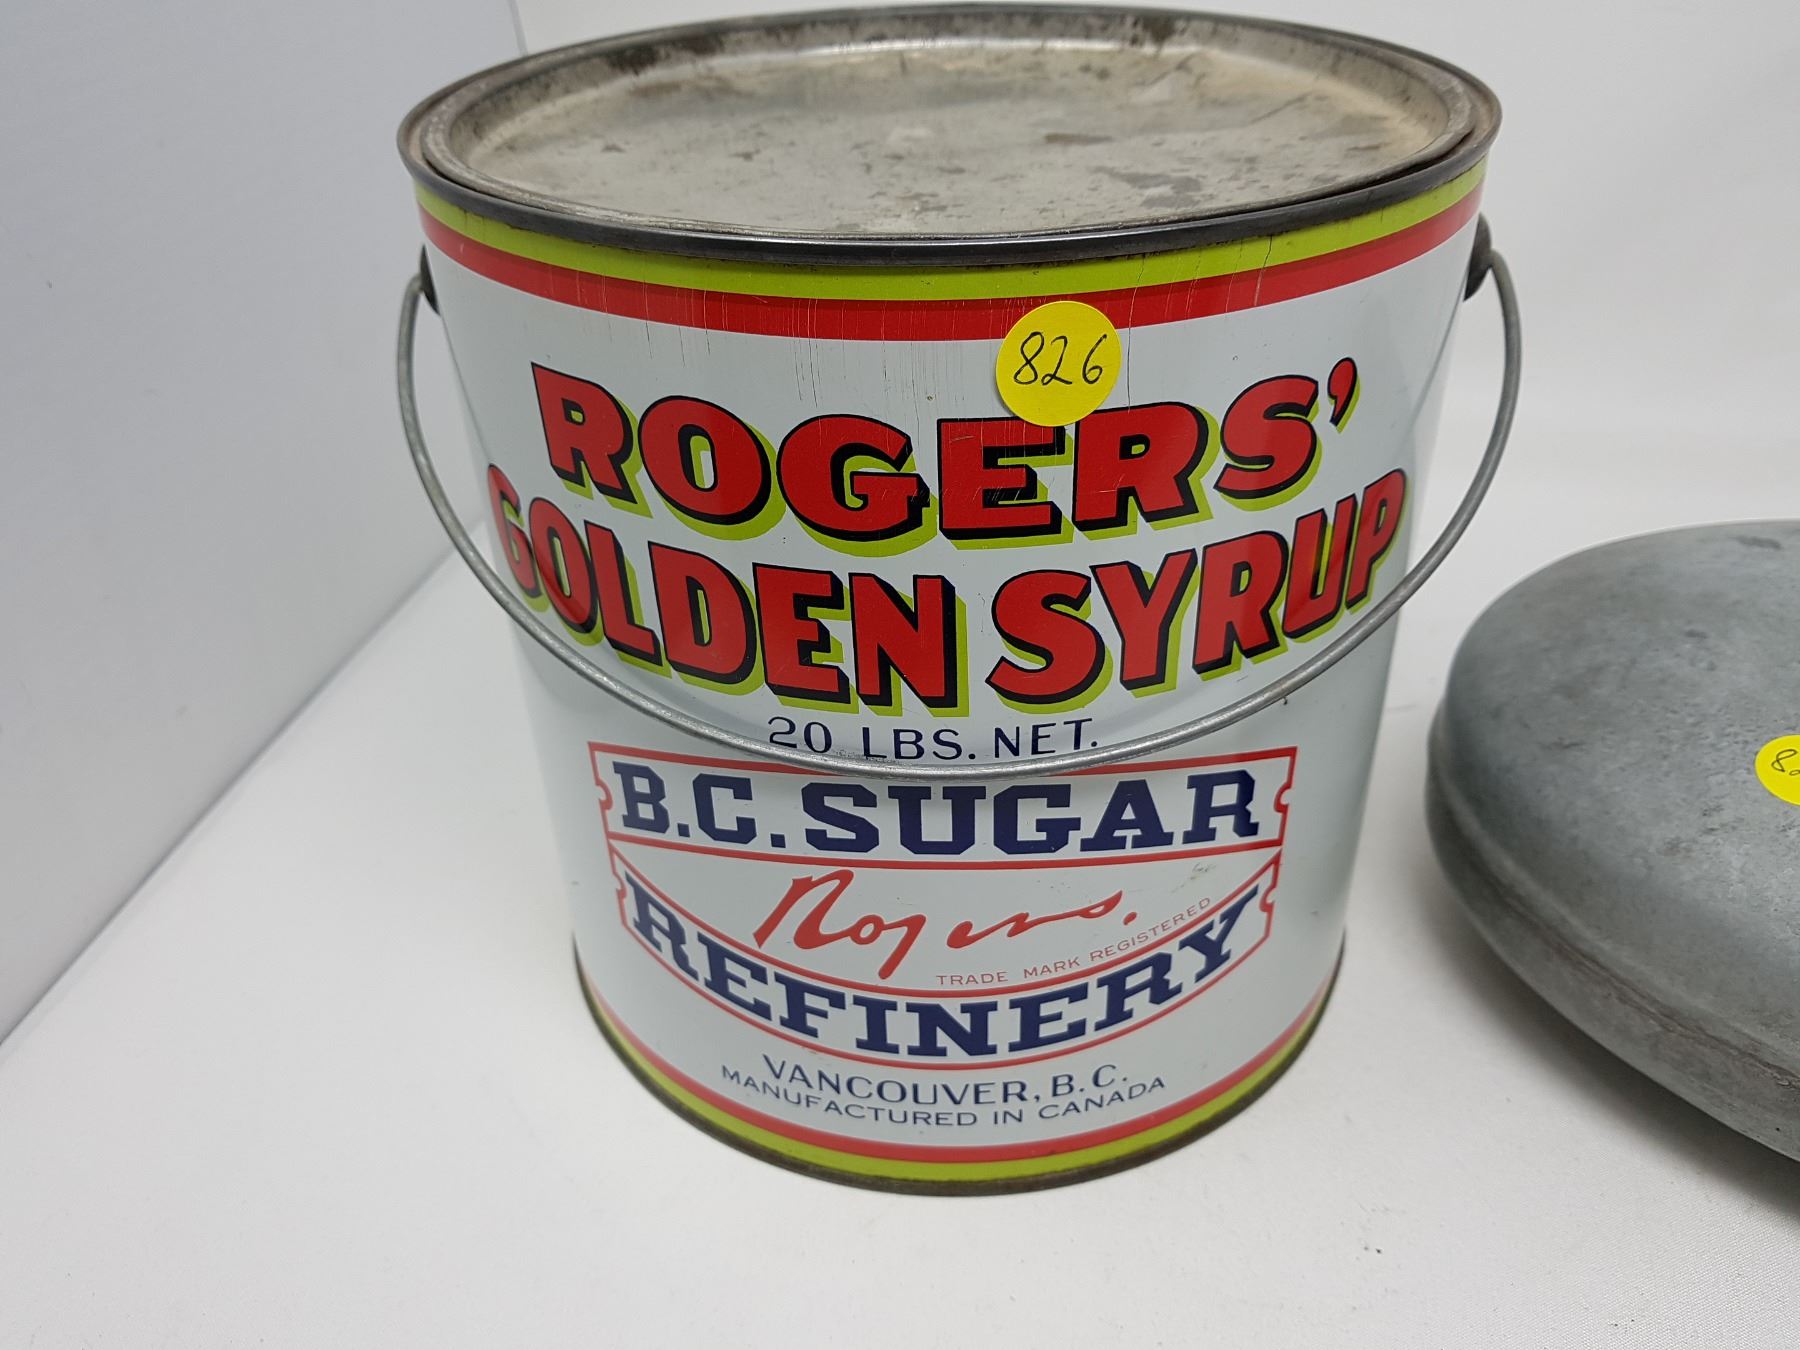 826
ROGERS'
GOLDEN SYRUP
20 LBS. NET.
B.C. SUGAR
Rogers.
TRADE MARK REGISTERED
REFINERY
VANCOUVER, B.C.
MANUFACTURED IN CANADA